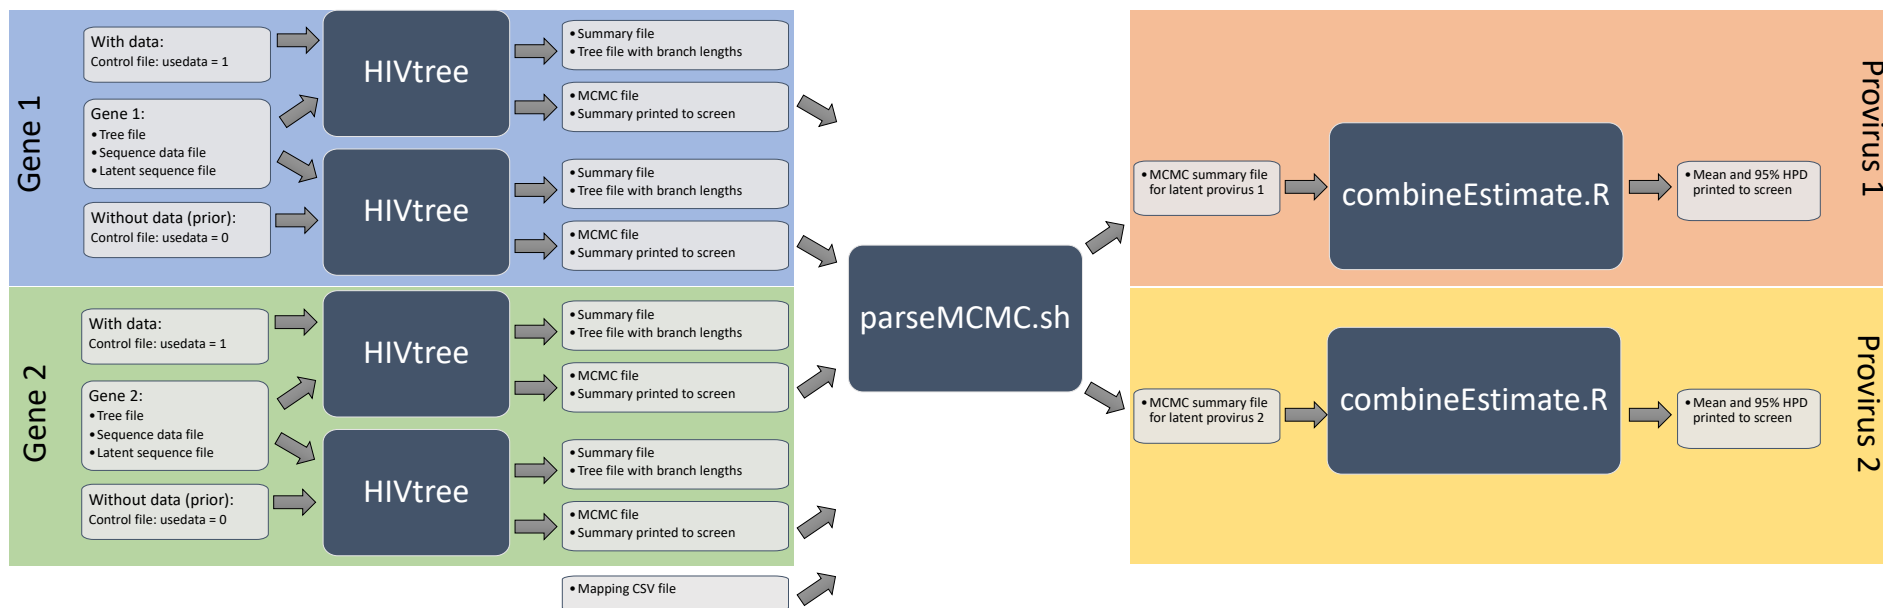 Gene 1
With data:
Control file: usedata = 1
Gene 1:
• Tree file
• Sequence data file
• Latent sequence file
Without data (prior):
Control file: usedata = 0
HIVtree
HIVtree
• Summary file
• Tree file with branch lengths
• MCMC file
• Summary printed to screen
• Summary file
• Tree file with branch lengths
• MCMC file
• Summary printed to screen
Gene 2
With data:
Control file: usedata = 1
Gene 2:
• Tree file
• Sequence data file
• Latent sequence file
Without data (prior):
Control file: usedata = 0
HIVtree
HIVtree
• Summary file
• Tree file with branch lengths
• MCMC file
• Summary printed to screen
• Summary file
• Tree file with branch lengths
• MCMC file
• Summary printed to screen
• Mapping CSV file
parseMCMC.sh
• MCMC summary file
for latent provirus 1
combineEstimate.R
• Mean and 95% HPD
printed to screen
Provirus 1
• MCMC summary file
for latent provirus 2
combineEstimate.R
• Mean and 95% HPD
printed to screen
Provirus 2